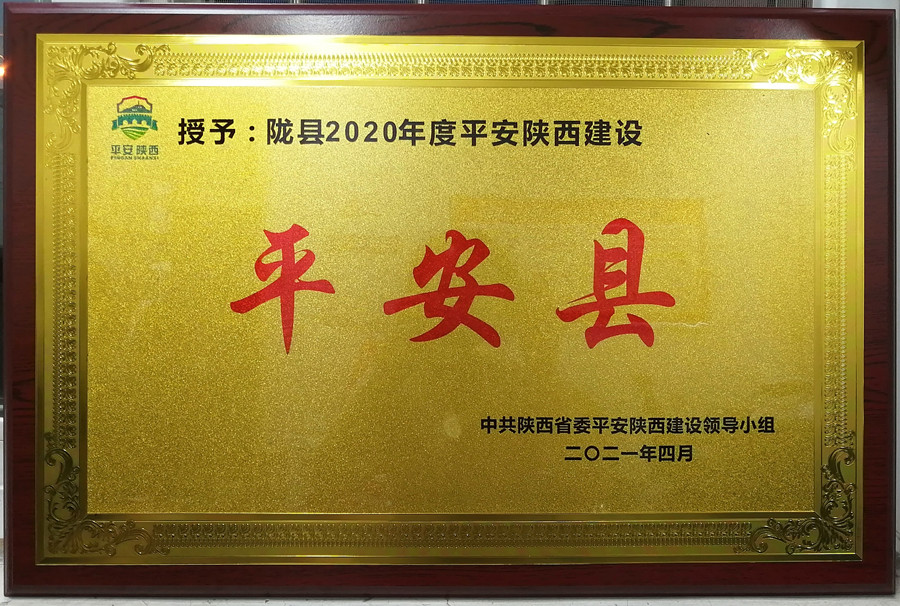 平安陕西
PINGAN SHAANXI
授予：陇县2020年度平安陕西建设
平安县
中共陕西省委平安陕西建设领导小组
二〇二一年四月